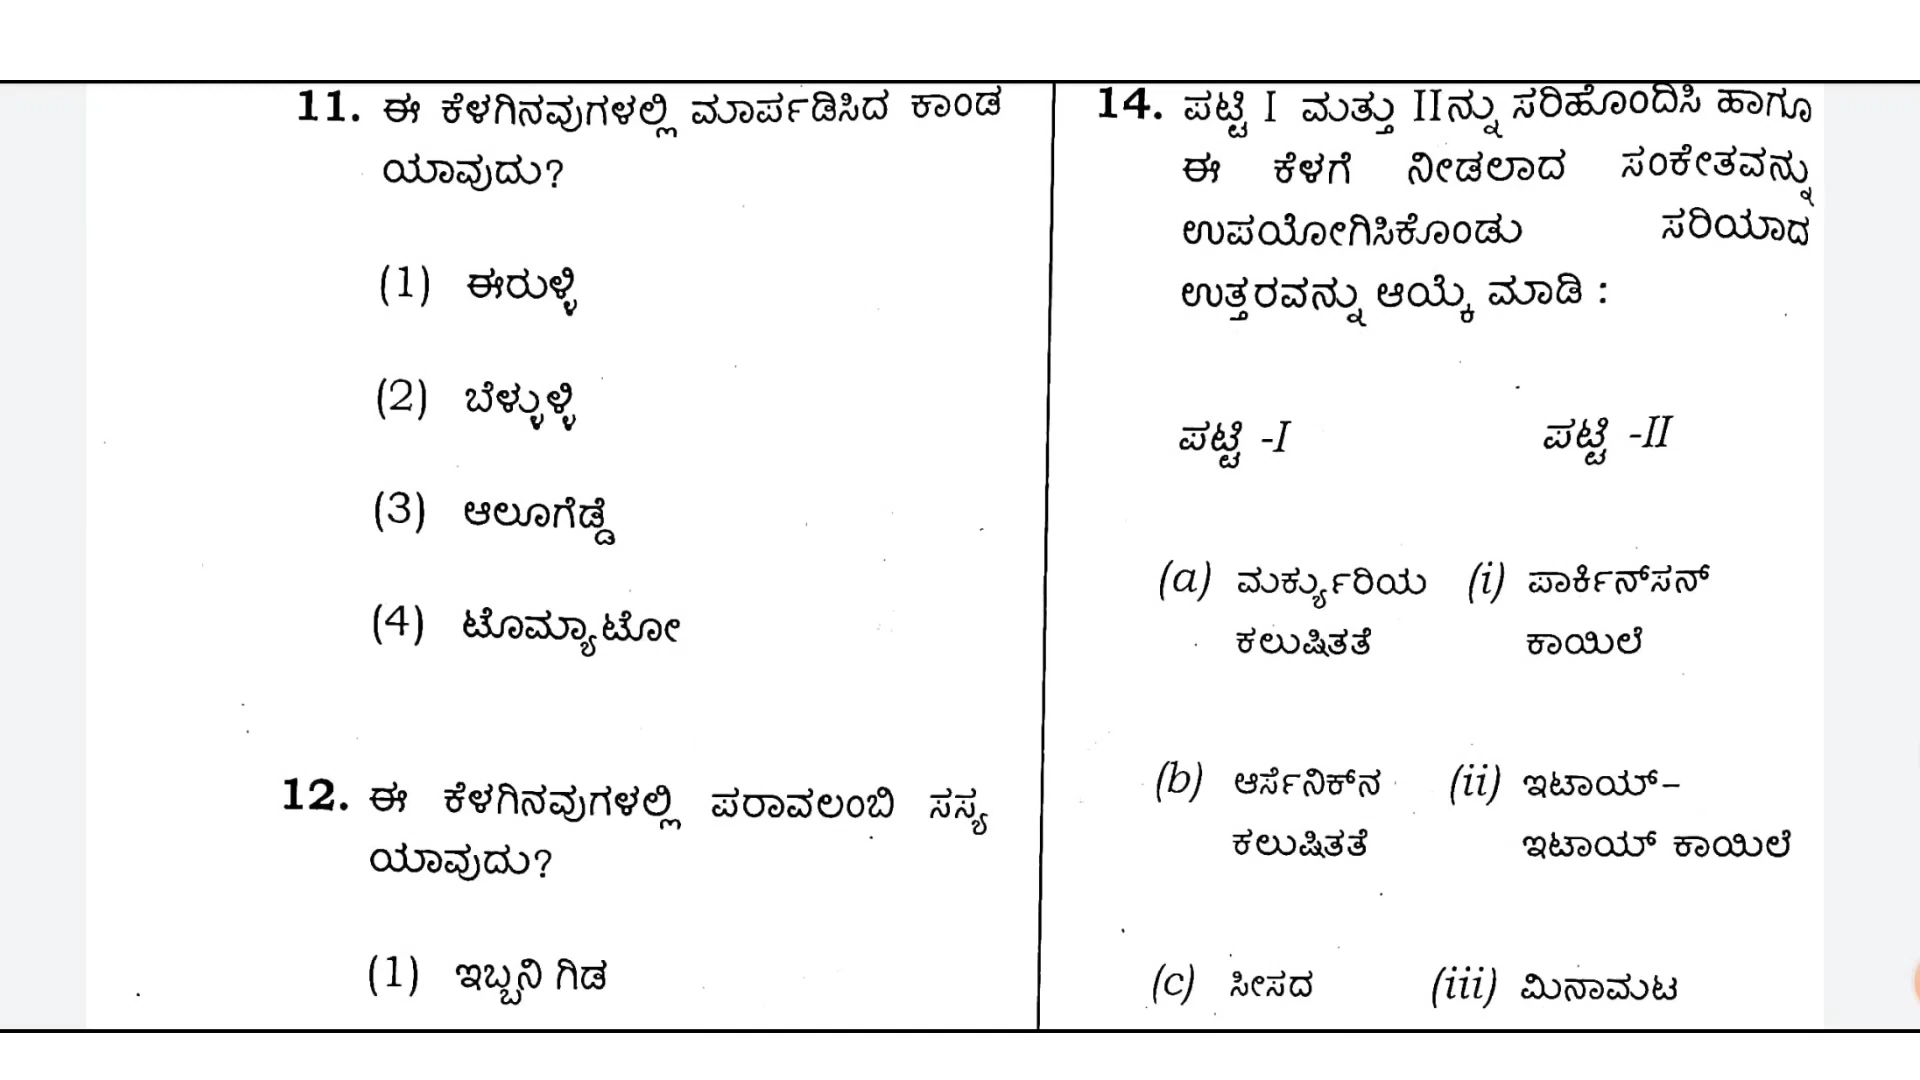 11. ಈ ಕೆಳಗಿನವುಗಳಲ್ಲಿ ಮಾರ್ಪಡಿಸಿದ ಕಾಂಡ
ಯಾವುದು?
(1) ಈರುಳ್ಳಿ
(2) ಬೆಳ್ಳುಳ್ಳಿ
(3) ಆಲೂಗೆಡ್ಡೆ
(4) ಟೊಮ್ಯಾಟೋ
12. ಈ ಕೆಳಗಿನವುಗಳಲ್ಲಿ ಪರಾವಲಂಬಿ ಸಸ್ಯ
ಯಾವುದು?
(1) ಇಬ್ಬನಿ ಗಿಡ
14. ಪಟ್ಟಿ I ಮತ್ತು IIನ್ನು ಸರಿಹೊಂದಿಸಿ ಹಾಗೂ
ಈ ಕೆಳಗೆ ನೀಡಲಾದ ಸಂಕೇತವನ್ನು
ಉಪಯೋಗಿಸಿಕೊಂಡು ಸರಿಯಾದ
ಉತ್ತರವನ್ನು ಆಯ್ಕೆ ಮಾಡಿ :
ಪಟ್ಟಿ -I ಪಟ್ಟಿ -II
(a) ಮರ್ಕ್ಯುರಿಯ (i) ಪಾರ್ಕಿನ್‌ಸನ್
ಕಲುಷಿತತೆ ಕಾಯಿಲೆ
(b) ಆರ್ಸೆನಿಕ್‌ನ (ii) ಇಟಾಯ್-
ಕಲುಷಿತತೆ ಇಟಾಯ್ ಕಾಯಿಲೆ
(c) ಸೀಸದ (iii) ಮಿನಾಮಟ